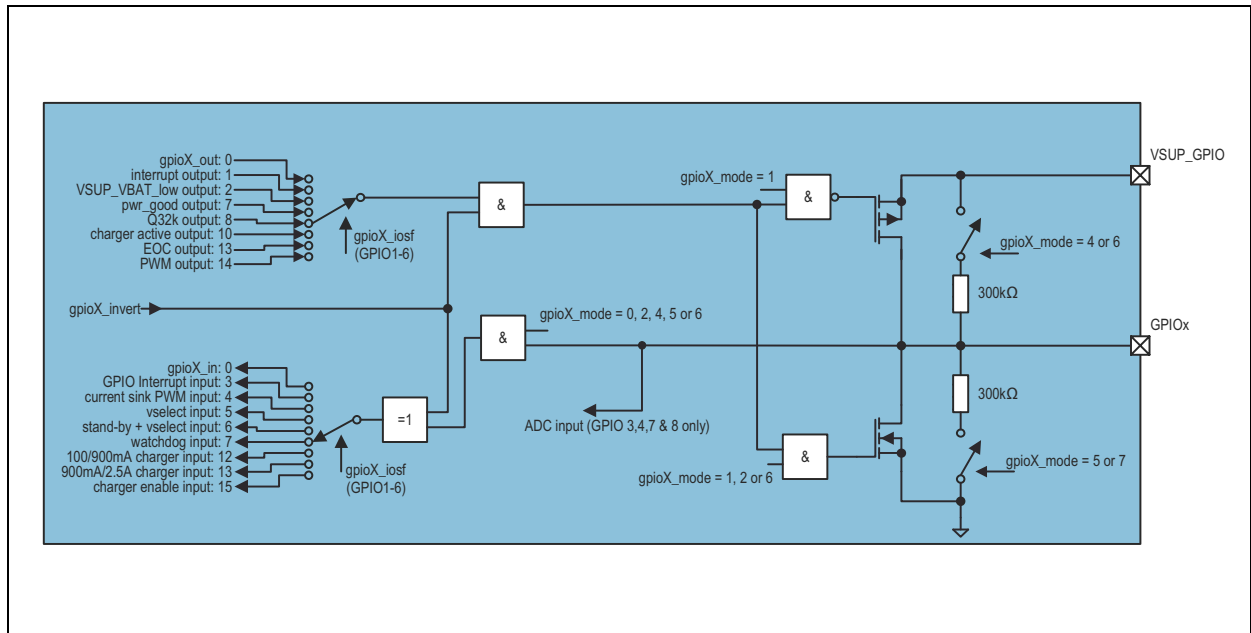 VSUP_GPIO
gpioX_out: 0
interrupt output: 1
VSUP_VBAT_low output: 2
pwr_good output: 7
Q32k output: 8
charger active output: 10
EOC output: 13
PWM output: 14
gpioX_iosf
(GPIO1-6)
&
gpioX_mode = 1
&
gpioX_mode = 4 or 6
300kΩ
gpioX_invert
gpioX_mode = 0, 2, 4, 5 or 6
&
GPIOx
gpioX_in: 0
GPIO Interrupt input: 3
current sink PWM input: 4
vselect input: 5
stand-by + vselect input: 6
watchdog input: 7
100/900mA charger input: 12
900mA/2.5A charger input: 13
charger enable input: 15
gpioX_iosf
(GPIO1-6)
=1
ADC input (GPIO 3,4,7 & 8 only)
300kΩ
&
gpioX_mode = 1, 2 or 6
gpioX_mode = 5 or 7